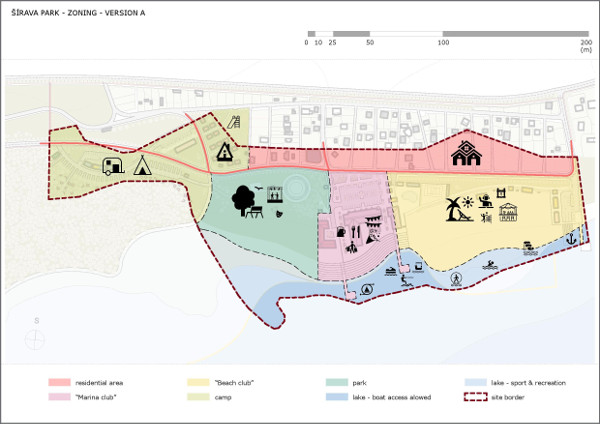 ŠÍRAVA PARK - ZONING - VERSION A
0 10 25 50 100 200
(m)
S
residential area "Beach club" park lake - sport & recreation
"Marina club" camp lake - boat access alowed site border